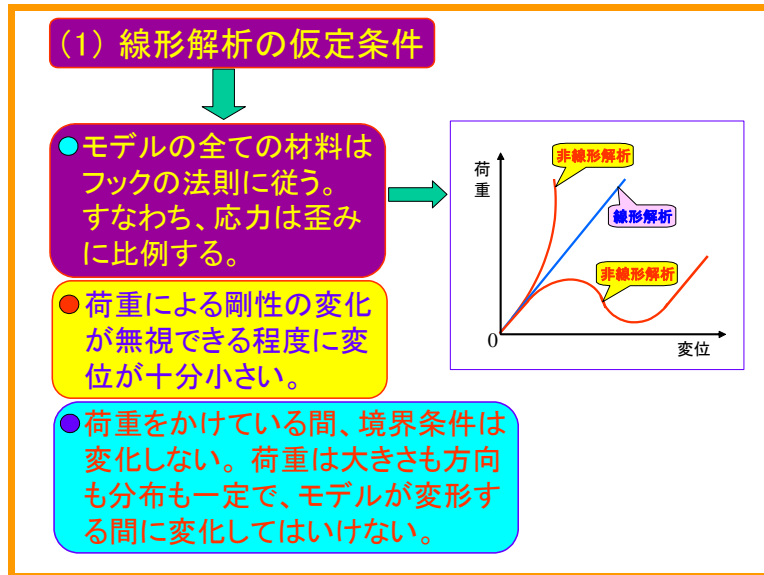 (1) 線形解析の仮定条件
モデルの全ての材料は
フックの法則に従う。
すなわち、応力は歪み
に比例する。
荷重
非線形解析
線形解析
非線形解析
0
変位
荷重による剛性の変化
が無視できる程度に変
位が十分小さい。
荷重をかけている間、境界条件は
変化しない。荷重は大きさも方向
も分布も一定で、モデルが変形す
る間に変化してはいけない。